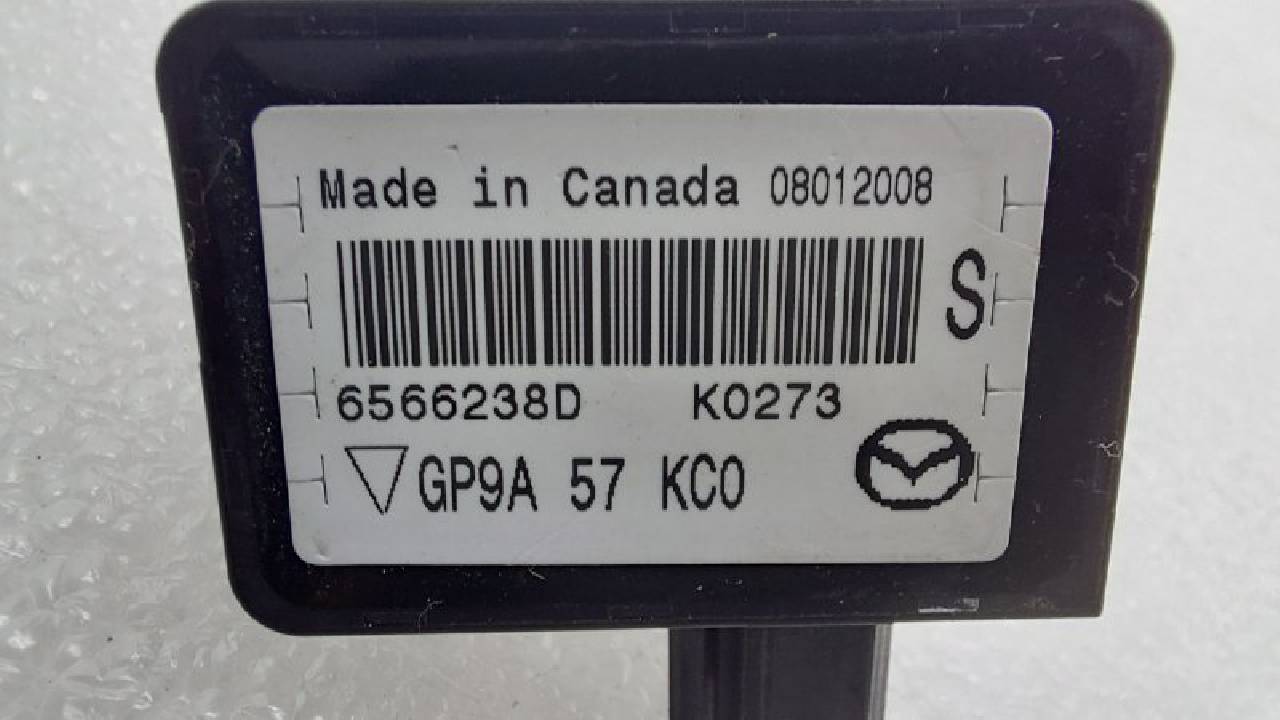 Made in Canada 08012008
S
6566238D K0273
GP9A 57 KC0